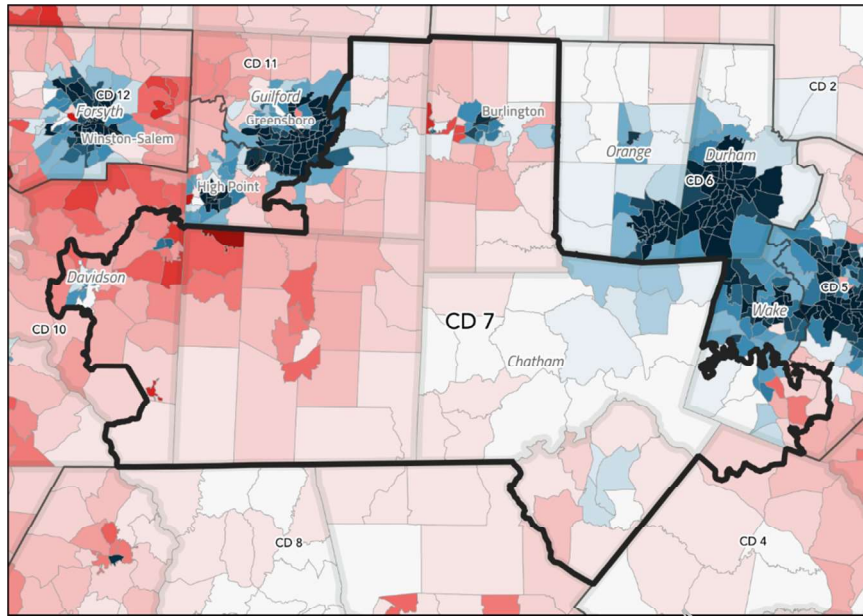 CD 12
Forsyth
Winston-Salem
CD 11
Guilford
Greensboro
High Point
Burlington
Orange
Durham
CD 6
CD 2
Davidson
CD 10
CD 7
Chatham
Wake
CD 5
CD 8
CD 4